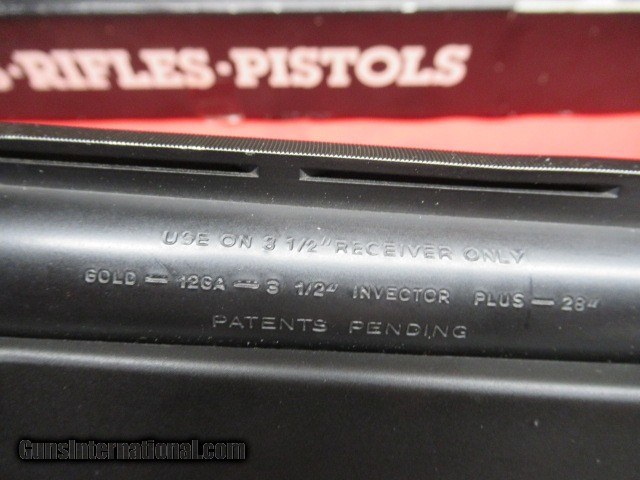 S·RIFLES·PISTOLS
USE ON 3 1/2" RECEIVER ONLY
GOLD — 12GA — 3 1/2" INVECTOR PLUS — 28"
PATENTS PENDING
GunsInternational.com